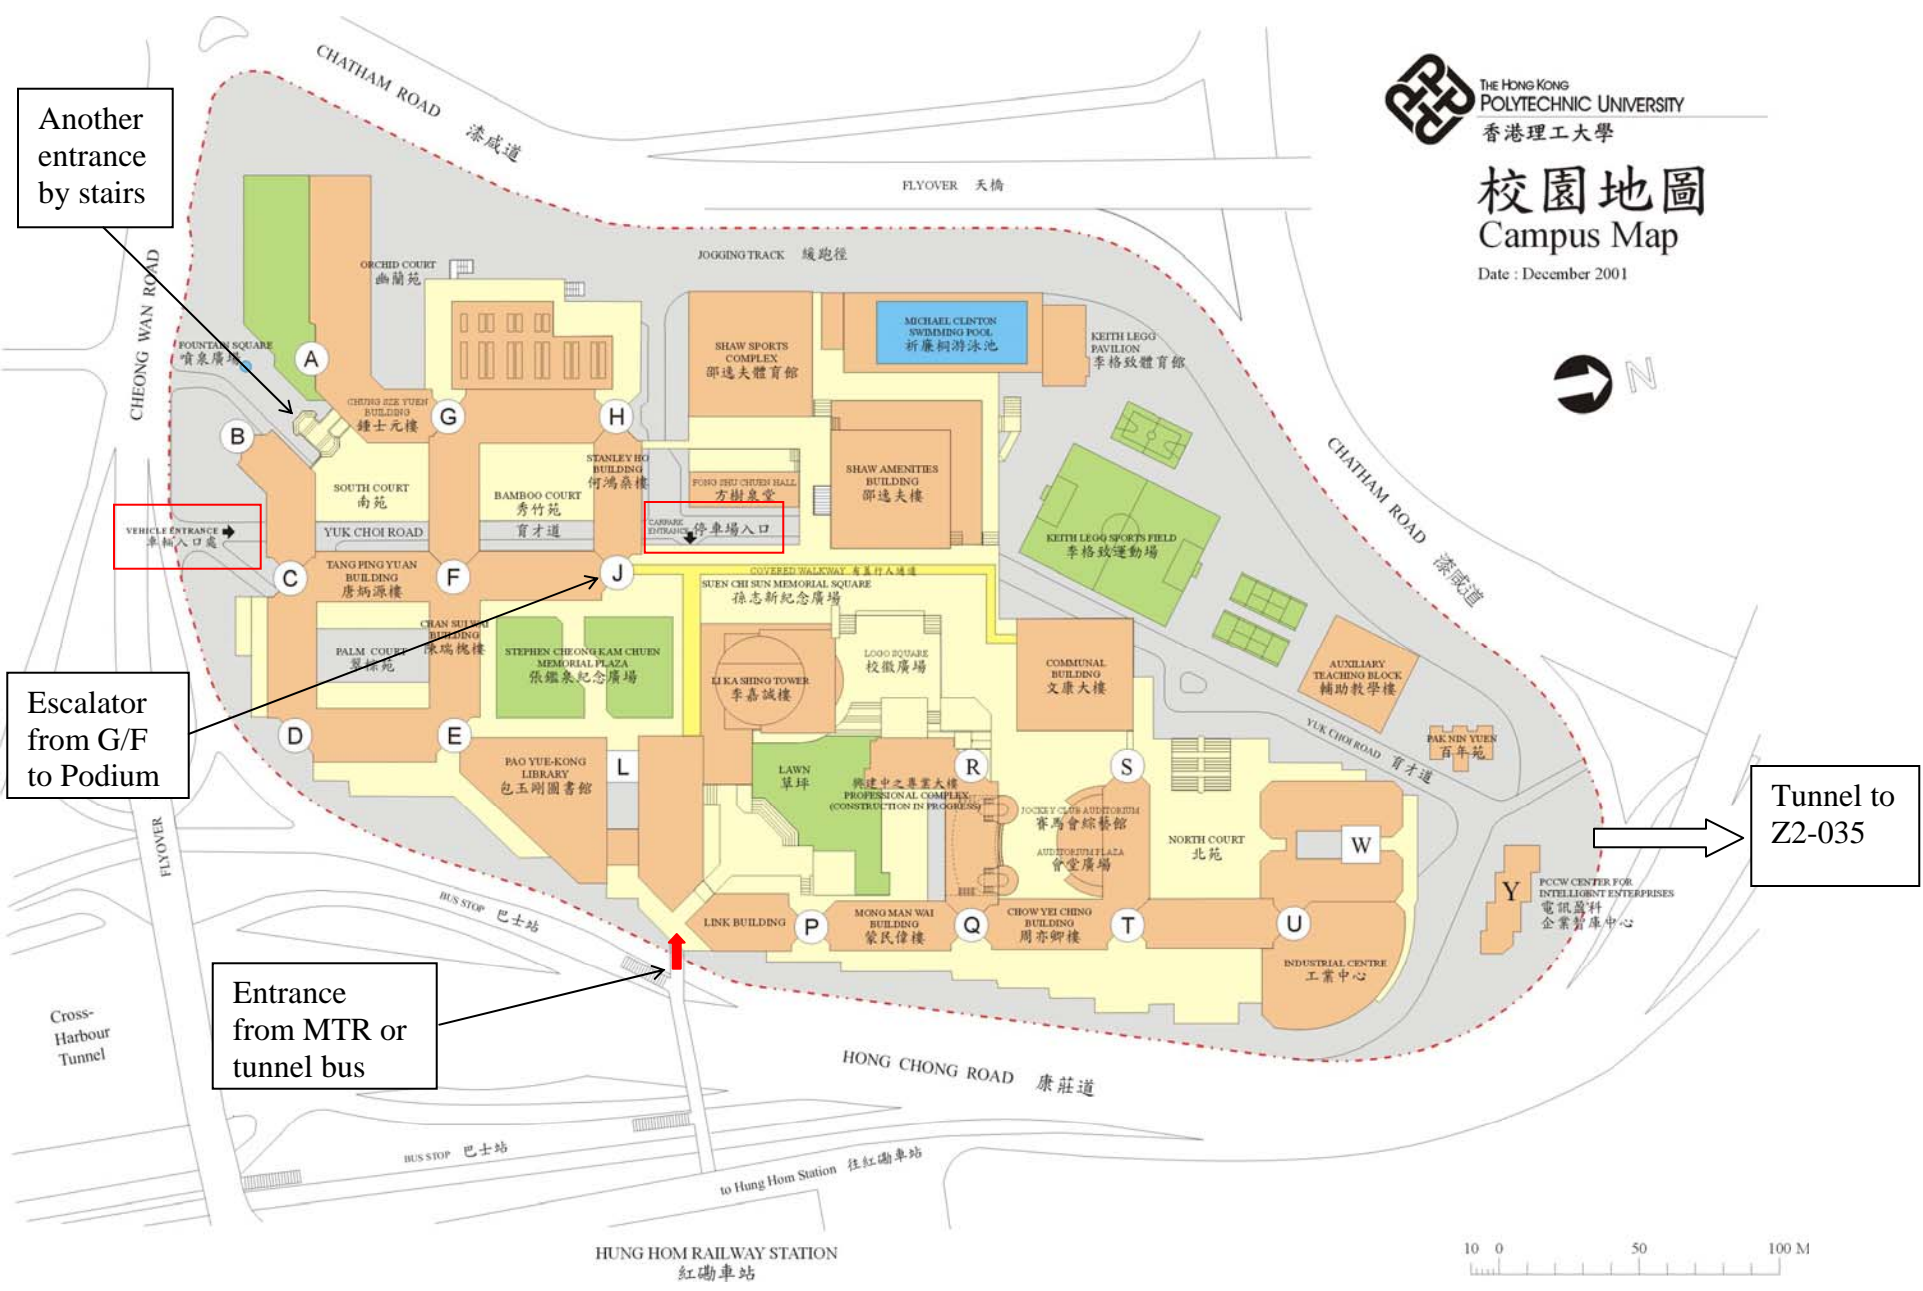 THE HONG KONG
POLYTECHNIC UNIVERSITY
香港理工大學
校園地圖
Campus Map
Date : December 2001
N
CHATHAM ROAD 漆咸道
FLYOVER 天橋
JOGGING TRACK 緩跑徑
Another
entrance
by stairs
CHEONG WAN ROAD
ORCHID COURT
幽蘭苑
FOUNTAIN SQUARE
噴泉廣場
A
B
CHUNG SZE YUEN
BUILDING
鍾士元樓
G
H
SHAW SPORTS
COMPLEX
邵逸夫體育館
MICHAEL CLINTON
SWIMMING POOL
祈廉桐游泳池
KEITH LEGG
PAVILION
李格致體育館
STANLEY HO
BUILDING
何鴻燊樓
SOUTH COURT
南苑
BAMBOO COURT
秀竹苑
FONG SHU CHUEN HALL
方樹泉堂
SHAW AMENITIES
BUILDING
邵逸夫樓
VEHICLE ENTRANCE
車輛入口處
YUK CHOI ROAD
育才道
CARPARK
ENTRANCE
停車場入口
KEITH LEGG SPORTS FIELD
李格致運動場
CHATHAM ROAD 漆咸道
C
TANG PING YUAN
BUILDING
唐炳源樓
F
J
COVERED WALKWAY 有蓋行人通道
SUEN CHI SUN MEMORIAL SQUARE
孫志新紀念廣場
CHAN SUI WAI
BUILDING
陳瑞槐樓
PALM COURT
翠棕苑
STEPHEN CHEONG KAM CHUEN
MEMORIAL PLAZA
張鑑泉紀念廣場
LI KA SHING TOWER
李嘉誠樓
LOGO SQUARE
校徽廣場
COMMUNAL
BUILDING
文康大樓
AUXILIARY
TEACHING BLOCK
輔助教學樓
YUK CHOI ROAD 育才道
PAK NIN YUEN
百年苑
Escalator
from G/F
to Podium
D
E
PAO YUE-KONG
LIBRARY
包玉剛圖書館
L
LAWN
草坪
興建中之專業大樓
PROFESSIONAL COMPLEX
(CONSTRUCTION IN PROGRESS)
R
S
JOCKEY CLUB AUDITORIUM
賽馬會綜藝館
AUDITORIUM PLAZA
會堂廣場
NORTH COURT
北苑
W
Tunnel to
Z2-035
Y
PCCW CENTER FOR
INTELLIGENT ENTERPRISES
電訊盈科
企業智庫中心
FLYOVER
BUS STOP 巴士站
LINK BUILDING
P
MONG MAN WAI
BUILDING
蒙民偉樓
Q
CHOW YEI CHING
BUILDING
周亦卿樓
T
U
INDUSTRIAL CENTRE
工業中心
Entrance
from MTR or
tunnel bus
Cross-
Harbour
Tunnel
HONG CHONG ROAD 康莊道
BUS STOP 巴士站
to Hung Hom Station 往紅磡車站
HUNG HOM RAILWAY STATION
紅磡車站
10 0 50 100 M